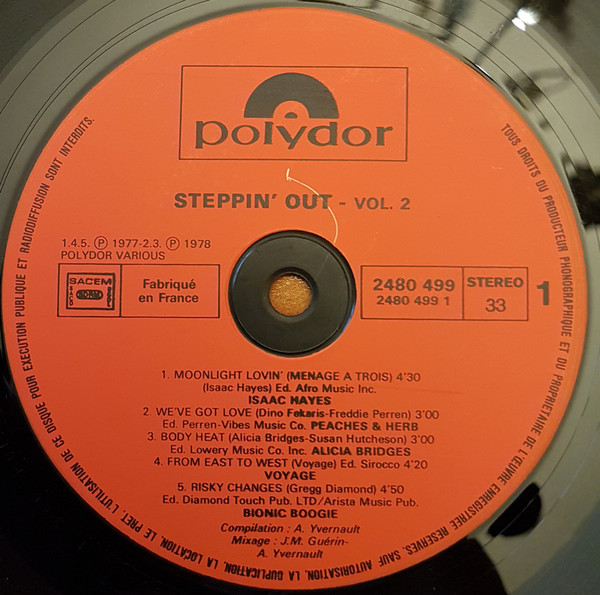 polydor
STEPPIN' OUT - VOL. 2
1.4.5. Ⓟ 1977-2.3. Ⓟ 1978
POLYDOR VARIOUS
SACEM
Fabriqué
en France
2480 499
2480 499 1
STEREO
33
1
1. MOONLIGHT LOVIN' (MENAGE A TROIS) 4'30
(Isaac Hayes) Ed. Afro Music Inc.
ISAAC HAYES
2. WE'VE GOT LOVE (Dino Fekaris-Freddie Perren) 3'00
Ed. Perren-Vibes Music Co. PEACHES & HERB
3. BODY HEAT (Alicia Bridges-Susan Hutcheson) 3'00
Ed. Lowery Music Co. Inc. ALICIA BRIDGES
4. FROM EAST TO WEST (Voyage) Ed. Sirocco 4'20
VOYAGE
5. RISKY CHANGES (Gregg Diamond) 4'50
Ed. Diamond Touch Pub. LTD/Arista Music Pub.
BIONIC BOOGIE
Compilation : A. Yvernault
Mixage : J.M. Guérin-
A. Yvernault
TOUS DROITS DU PRODUCTEUR PHONOGRAPHIQUE ET DU PROPRIETAIRE DE L'ŒUVRE ENREGISTREE RESERVES. SAUF AUTORISATION, LA DUPLICATION, LA LOCATION, LE PRET, L'UTILISATION DE CE DISQUE POUR EXECUTION PUBLIQUE ET RADIODIFFUSION SONT INTERDITS.